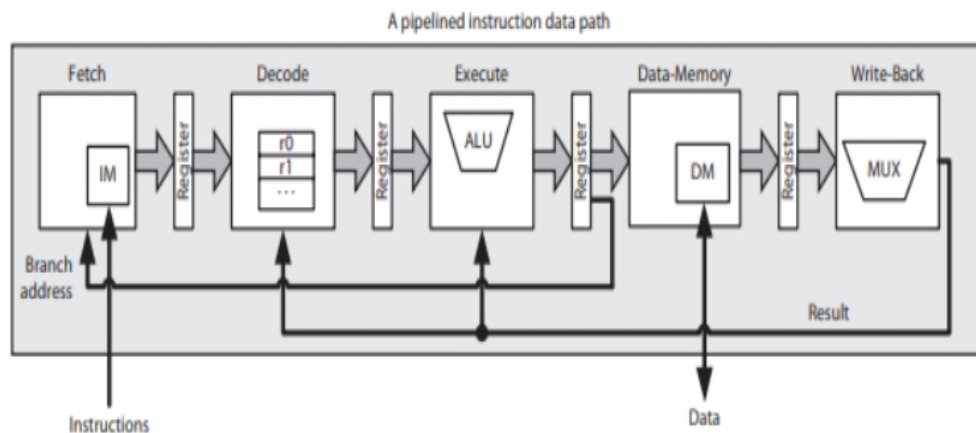 A pipelined instruction data path
Fetch
Decode
Execute
Data-Memory
Write-Back
IM
Register
r0
r1
...
Register
ALU
Register
DM
Register
MUX
Branch
address
Result
Instructions
Data